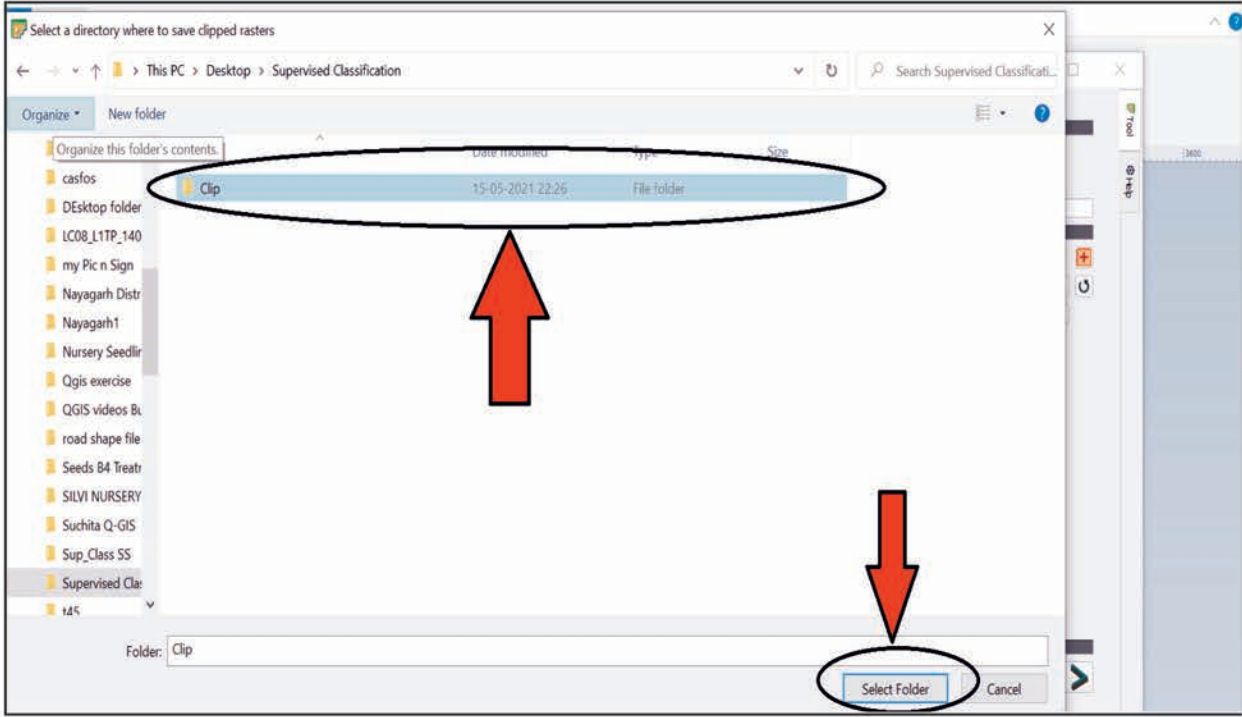 Select a directory where to save clipped rasters
This PC > Desktop > Supervised Classification
Search Supervised Classificati...
Organize
New folder
Tool
Help
Organize this folder's contents.
Date modified
Type
Size
3600
casfos
Clip
15-05-2021 22:26
File folder
DEsktop folder
LC08_L1TP_140
my Pic n Sign
Nayagarh Distr
Nayagarh1
Nursery Seedlin
Qgis exercise
QGIS videos Bu
road shape file
Seeds B4 Treatr
SILVI NURSERY
Suchita Q-GIS
Sup_Class SS
Supervised Clas
t45
Folder: Clip
Select Folder
Cancel